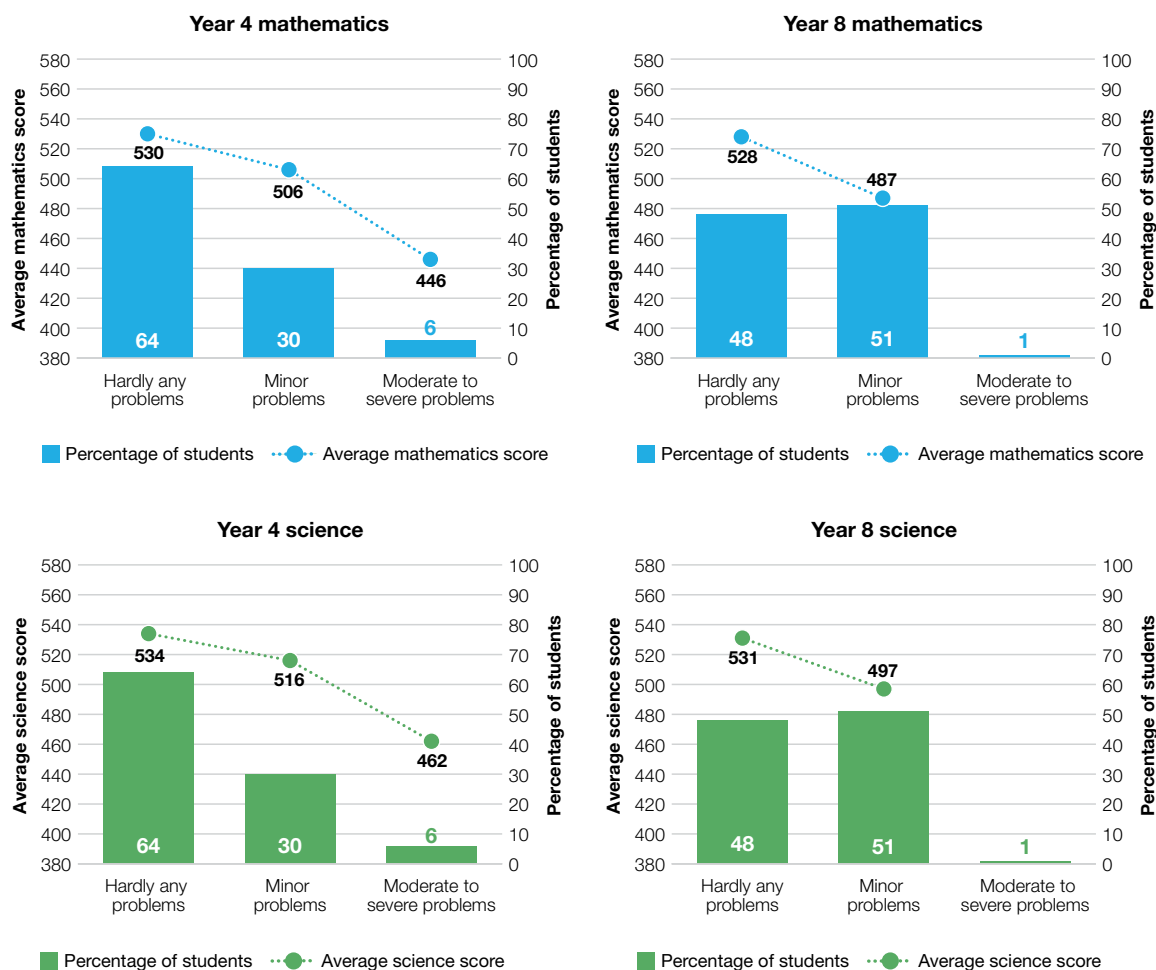 Year 4 mathematics
Average mathematics score
580
560
540
520
500
480
460
440
420
400
380
100
90
80
70
60
50
40
30
20
10
0
Percentage of students
530
506
446
64
30
6
Hardly any
problems
Minor
problems
Moderate to
severe problems
Percentage of students
Average mathematics score
Year 8 mathematics
Average mathematics score
580
560
540
520
500
480
460
440
420
400
380
100
90
80
70
60
50
40
30
20
10
0
Percentage of students
528
487
48
51
1
Hardly any
problems
Minor
problems
Moderate to
severe problems
Percentage of students
Average mathematics score
Year 4 science
Average science score
580
560
540
520
500
480
460
440
420
400
380
100
90
80
70
60
50
40
30
20
10
0
Percentage of students
534
516
462
64
30
6
Hardly any
problems
Minor
problems
Moderate to
severe problems
Percentage of students
Average science score
Year 8 science
Average science score
580
560
540
520
500
480
460
440
420
400
380
100
90
80
70
60
50
40
30
20
10
0
Percentage of students
531
497
48
51
1
Hardly any
problems
Minor
problems
Moderate to
severe problems
Percentage of students
Average science score